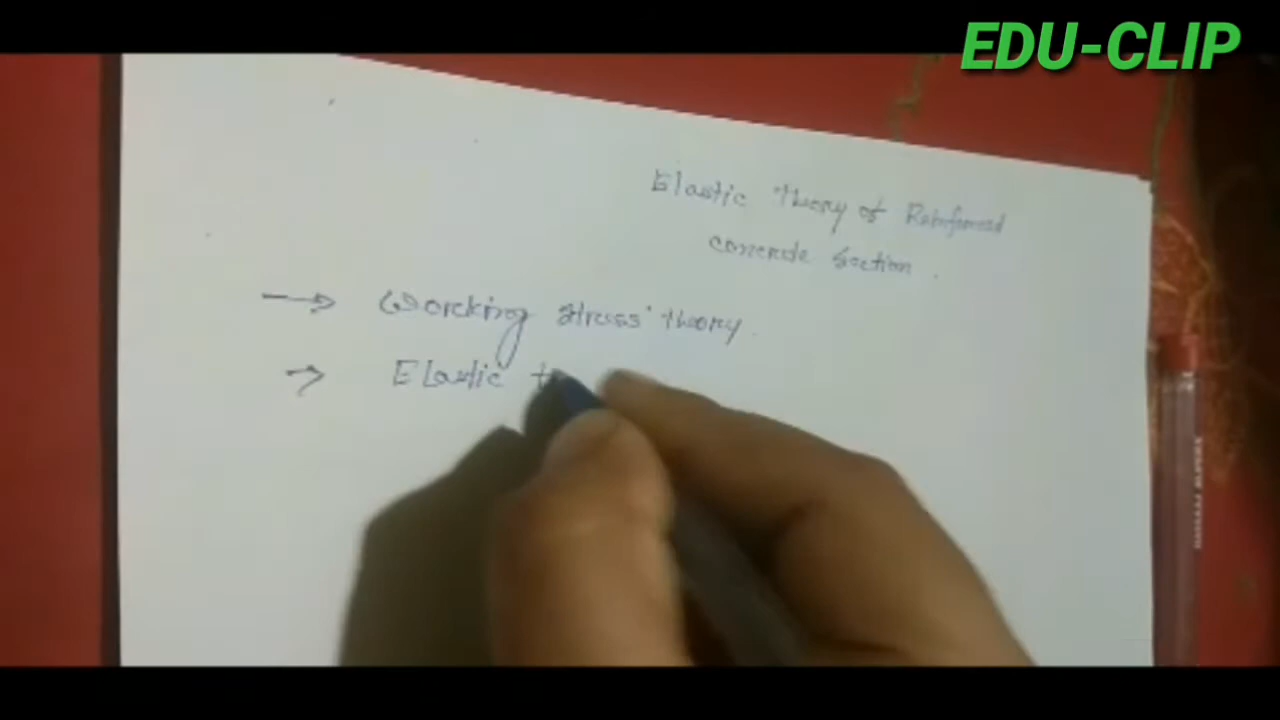 EDU-CLIP
Elastic Theory of Reinforced
concrete Section.
→ Working stress theory.
→ Elastic t